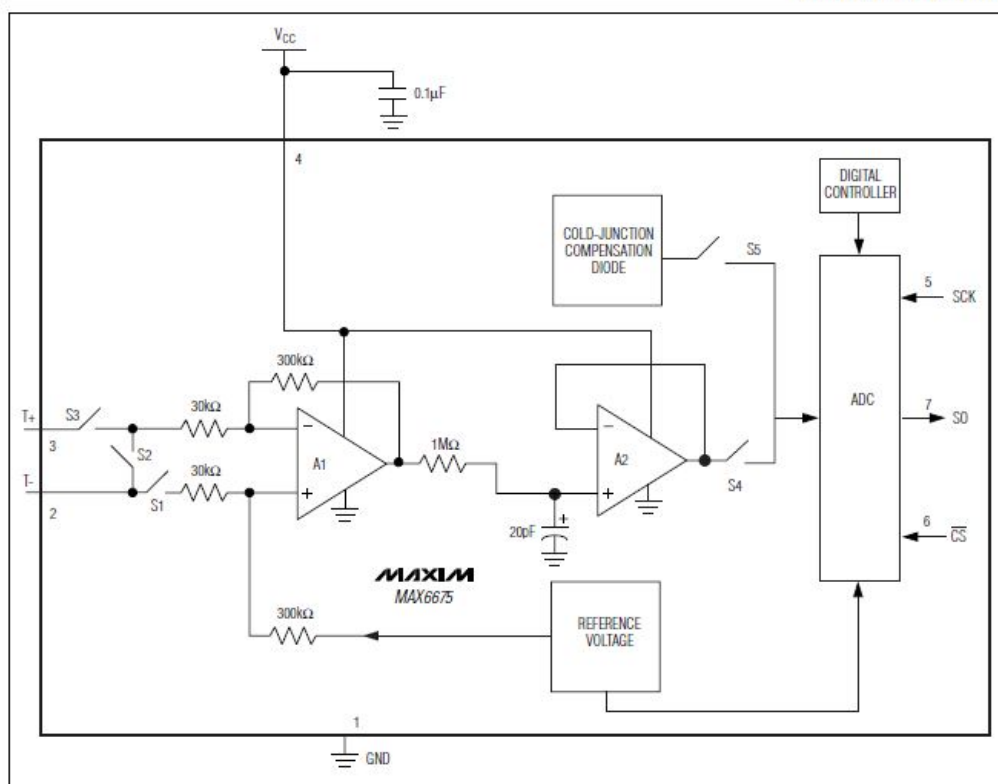 VCC
0.1µF
4
DIGITAL
CONTROLLER
COLD-JUNCTION
COMPENSATION
DIODE
S5
5
SCK
300kΩ
ADC
7
SO
T+
S3
30kΩ
3
S2
A1
1MΩ
A2
T-
30kΩ
S4
2
S1
20pF
+
6
CS
MAXIM
MAX6675
300kΩ
REFERENCE
VOLTAGE
1
GND